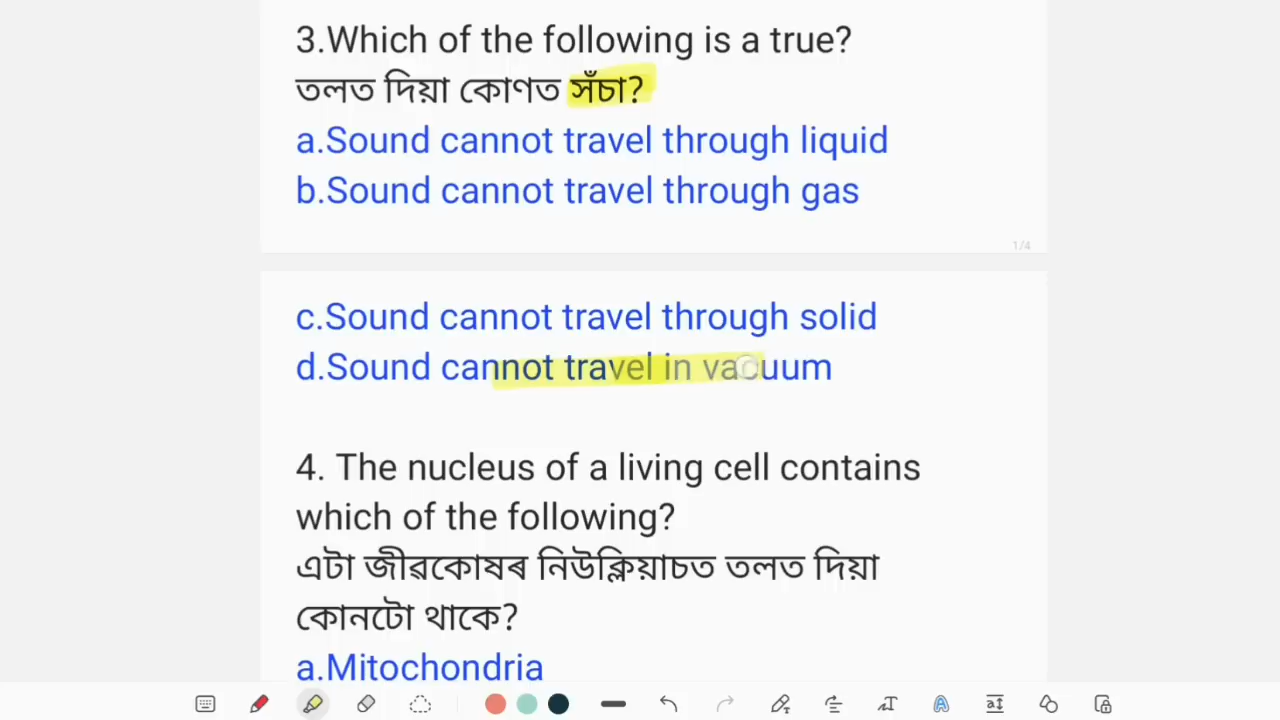 3.Which of the following is a true?
তলত দিয়া কোণত সঁচা?
a.Sound cannot travel through liquid
b.Sound cannot travel through gas
1/4
c.Sound cannot travel through solid
d.Sound cannot travel in vacuum
4. The nucleus of a living cell contains
which of the following?
এটা জীৱকোষৰ নিউক্লিয়াচত তলত দিয়া
কোনটো থাকে?
a.Mitochondria